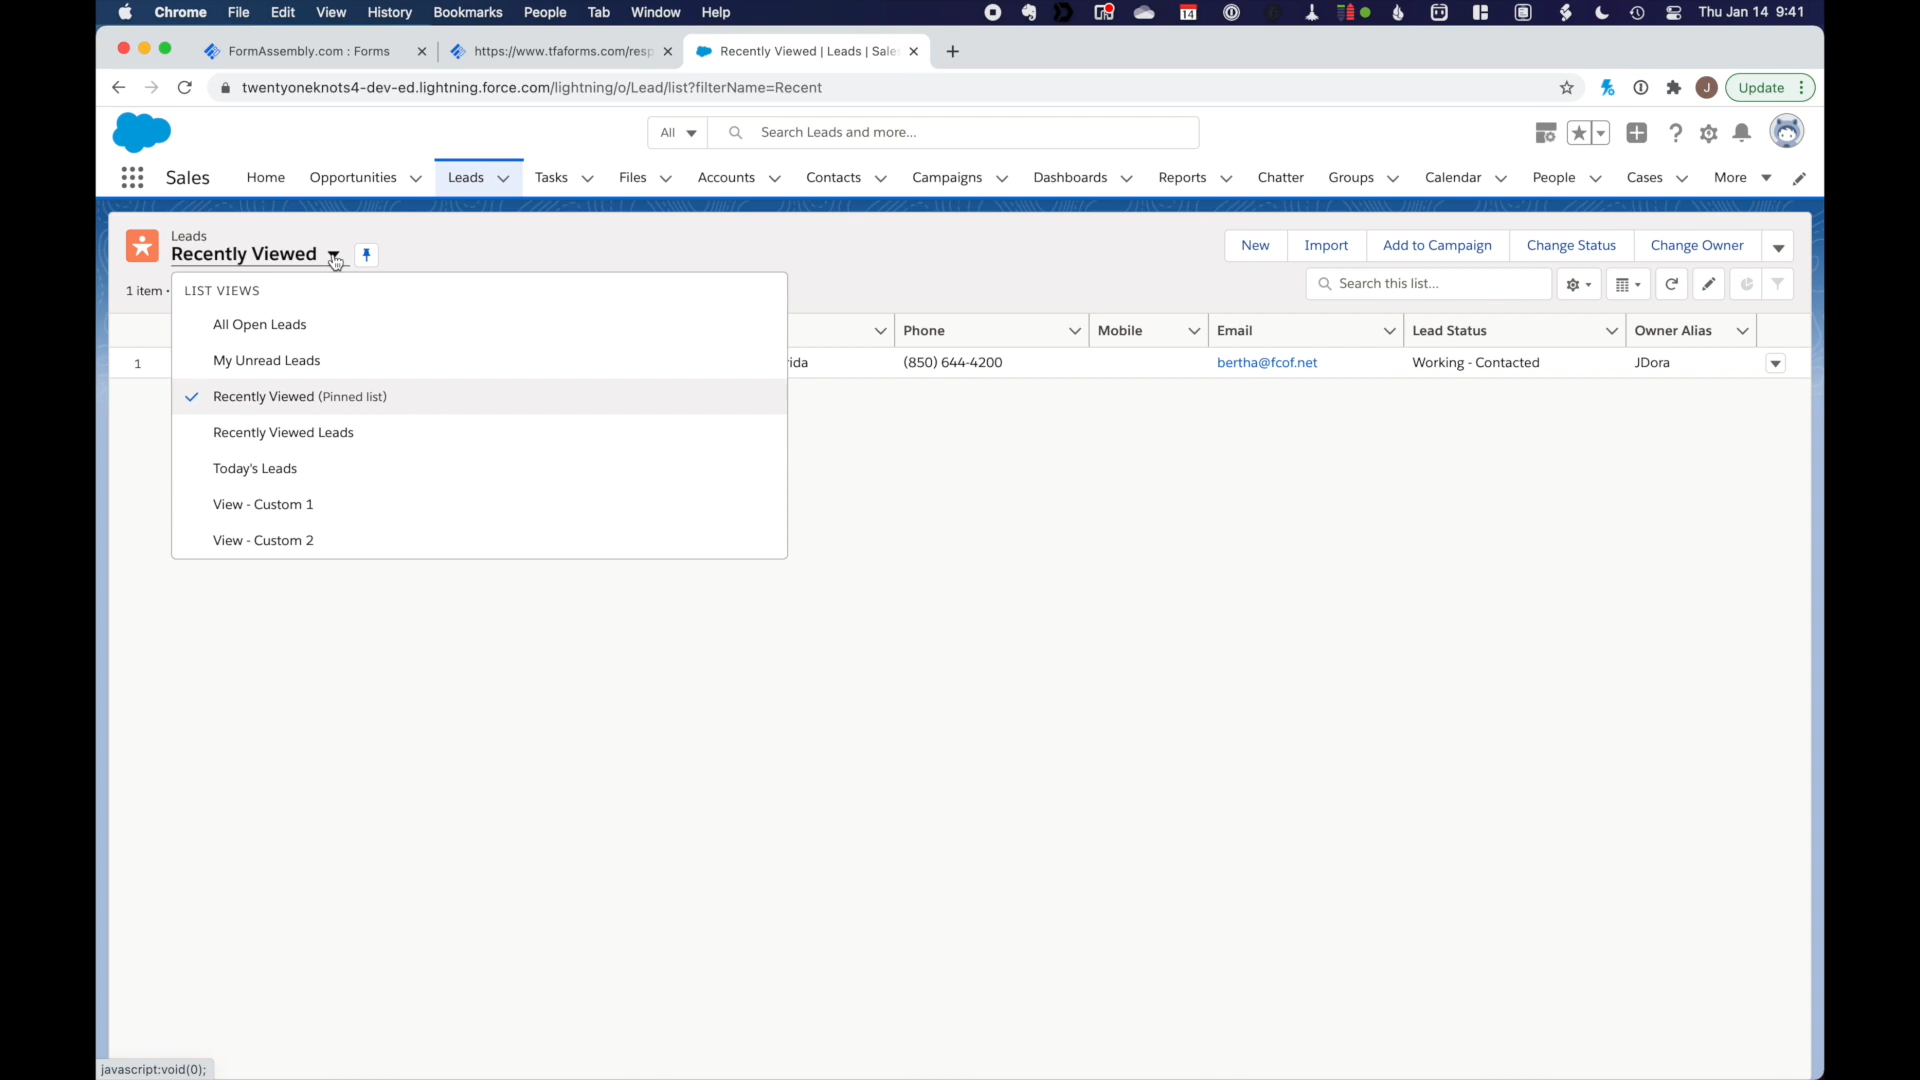 Chrome File Edit View History Bookmarks People Tab Window Help 14 Thu Jan 14 9:41
FormAssembly.com : Forms https://www.tfaforms.com/resp Recently Viewed | Leads | Sales
twentyoneknots4-dev-ed.lightning.force.com/lightning/o/Lead/list?filterName=Recent J Update
All Search Leads and more...
Sales Home Opportunities Leads Tasks Files Accounts Contacts Campaigns Dashboards Reports Chatter Groups Calendar People Cases More
Leads
Recently Viewed
New Import Add to Campaign Change Status Change Owner
1 item •
Search this list...
LIST VIEWS
All Open Leads
My Unread Leads
Recently Viewed (Pinned list)
Recently Viewed Leads
Today's Leads
View - Custom 1
View - Custom 2
Phone Mobile Email Lead Status Owner Alias
1 ida (850) 644-4200 bertha@fcof.net Working - Contacted JDora
javascript:void(0);